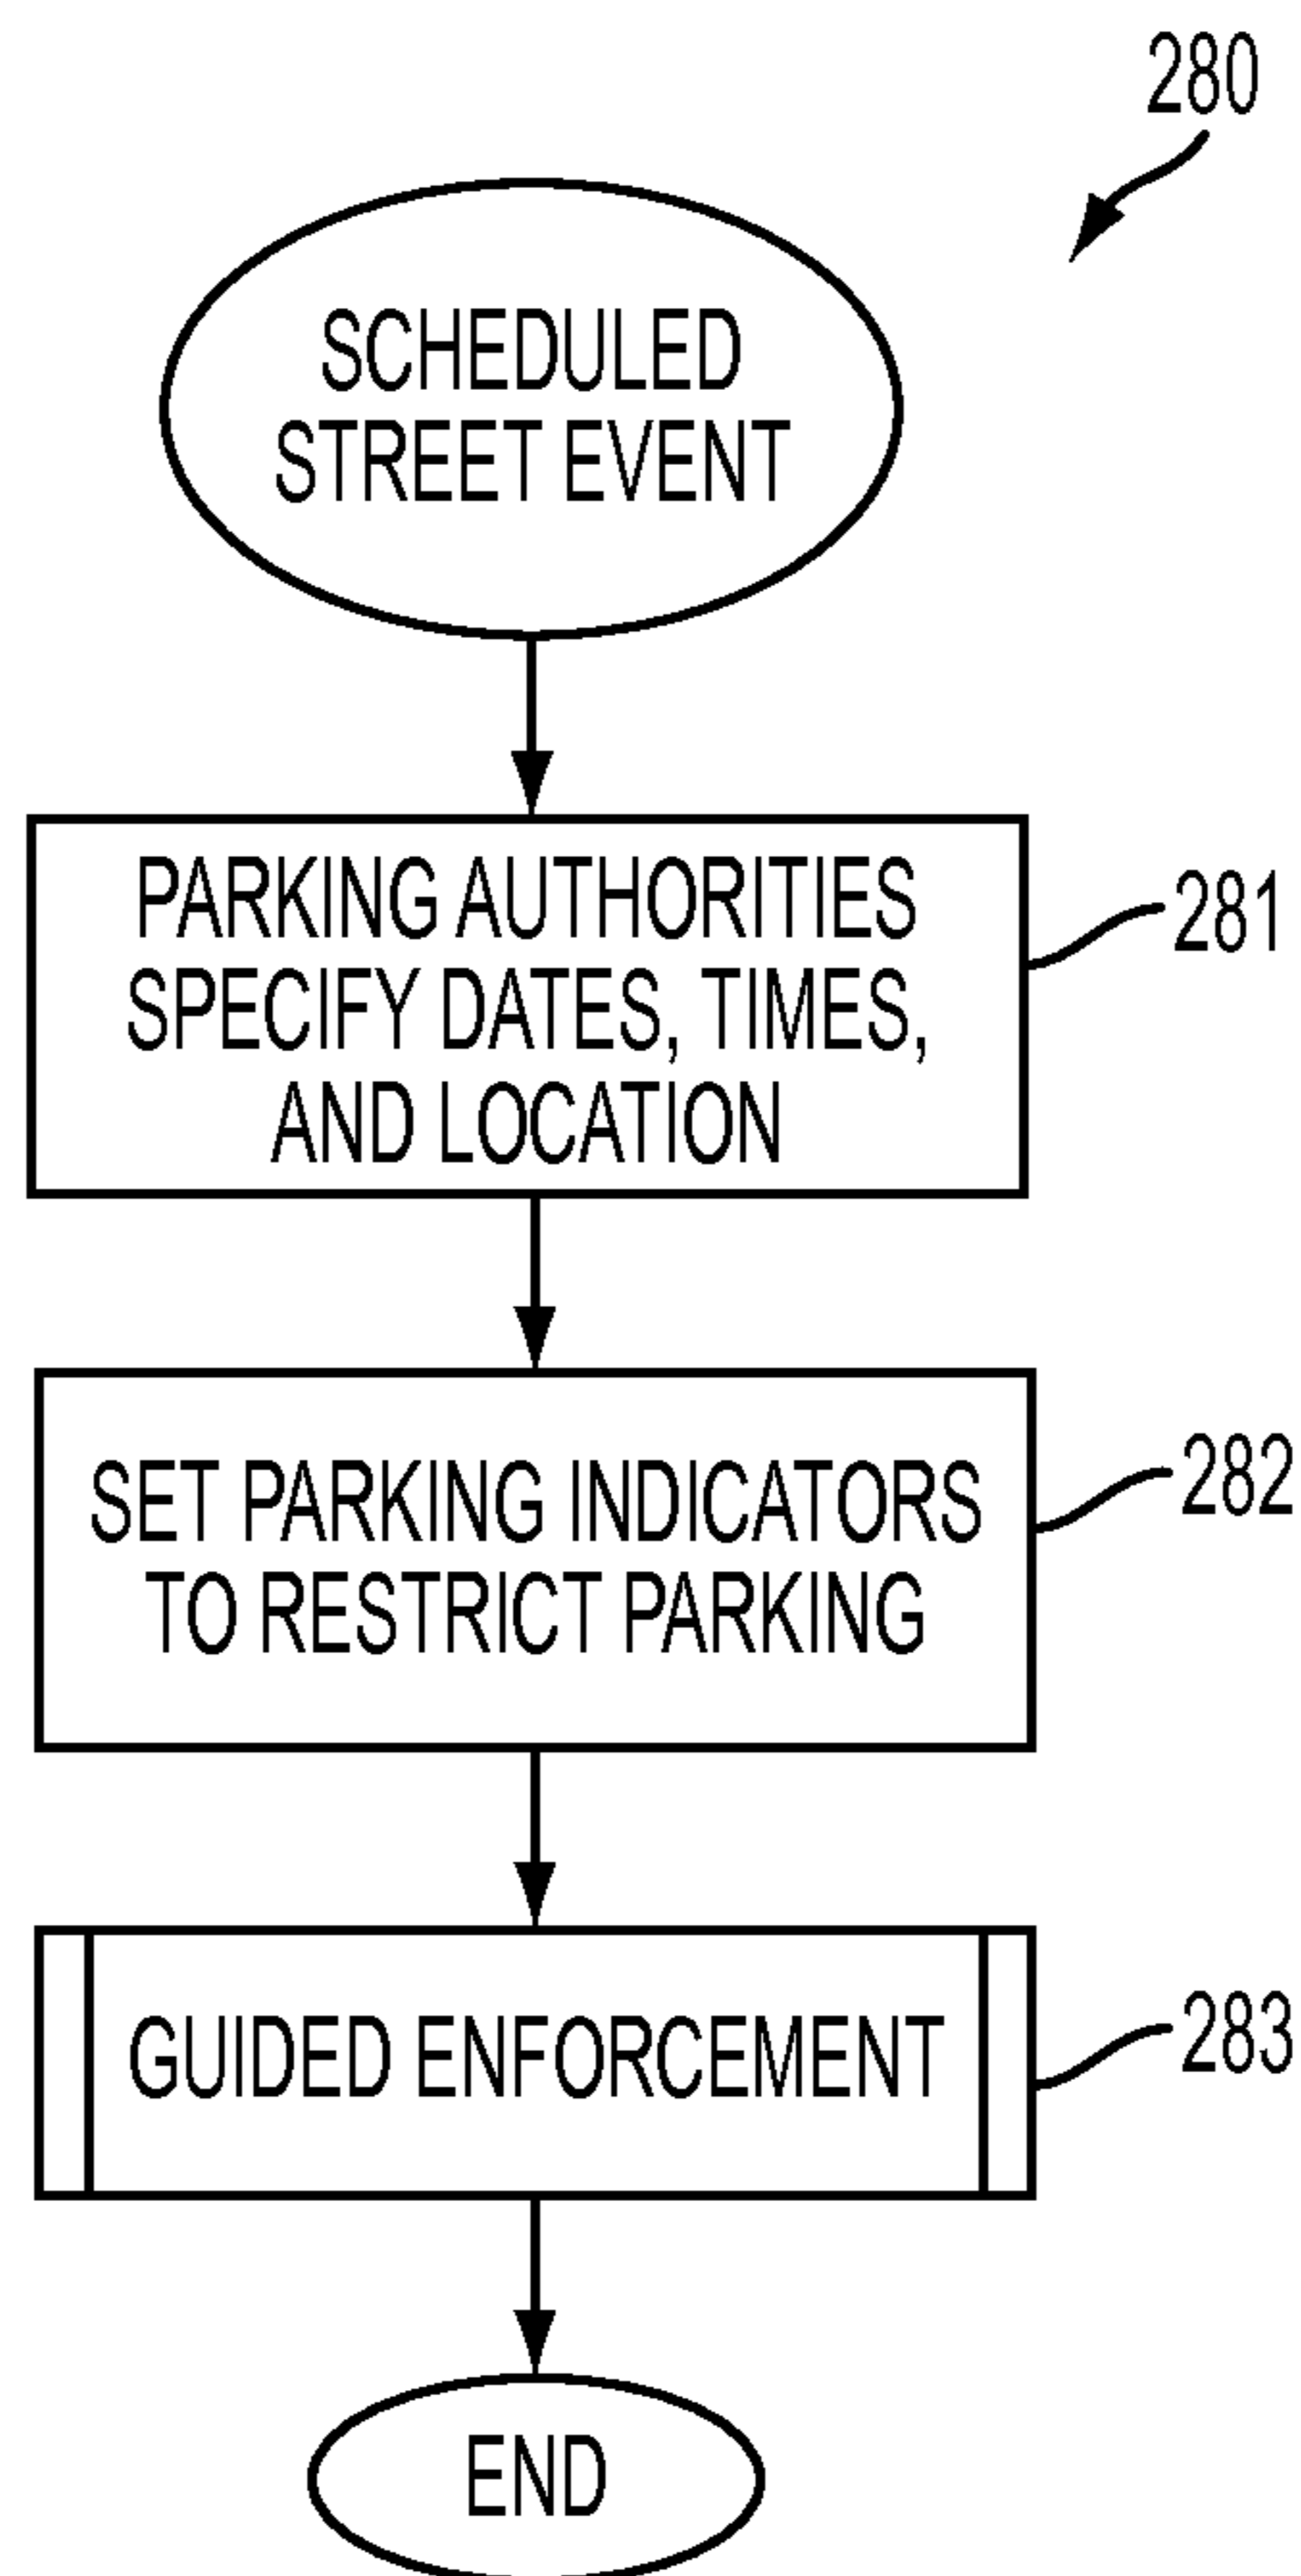 280
SCHEDULED
STREET EVENT
PARKING AUTHORITIES
SPECIFY DATES, TIMES,
AND LOCATION
281
SET PARKING INDICATORS
TO RESTRICT PARKING
282
GUIDED ENFORCEMENT
283
END